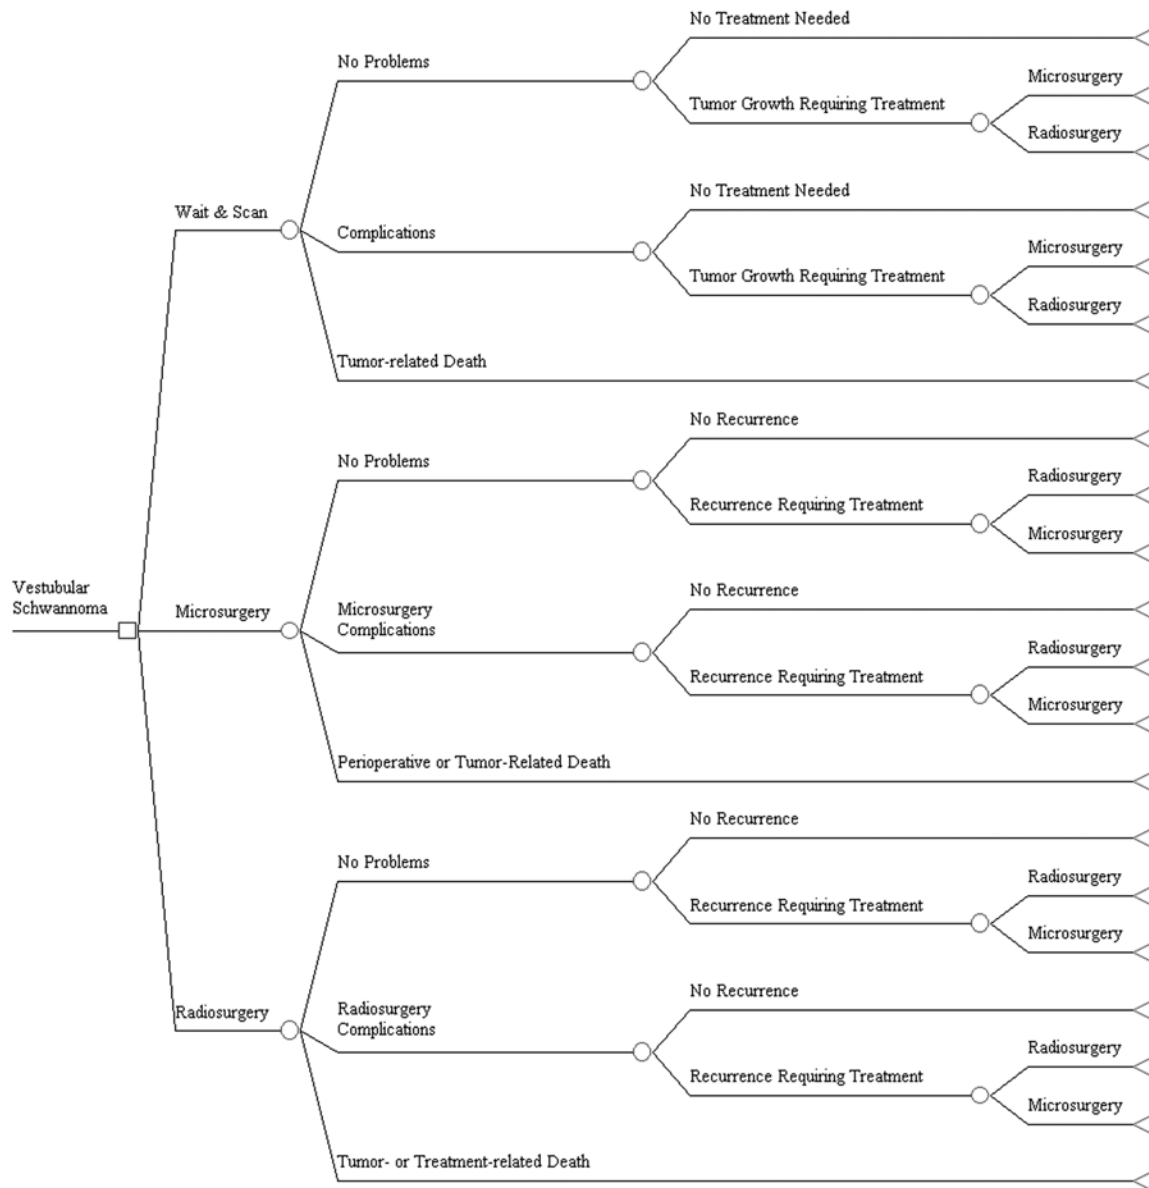 No Treatment Needed
No Problems
Microsurgery
Tumor Growth Requiring Treatment
Radiosurgery
No Treatment Needed
Wait & Scan
Complications
Microsurgery
Tumor Growth Requiring Treatment
Radiosurgery
Tumor-related Death
No Recurrence
No Problems
Radiosurgery
Recurrence Requiring Treatment
Microsurgery
Vestubular
Schwannoma
No Recurrence
Microsurgery
Microsurgery
Complications
Radiosurgery
Recurrence Requiring Treatment
Microsurgery
Perioperative or Tumor-Related Death
No Recurrence
No Problems
Radiosurgery
Recurrence Requiring Treatment
Microsurgery
No Recurrence
Radiosurgery
Radiosurgery
Complications
Radiosurgery
Recurrence Requiring Treatment
Microsurgery
Tumor- or Treatment-related Death